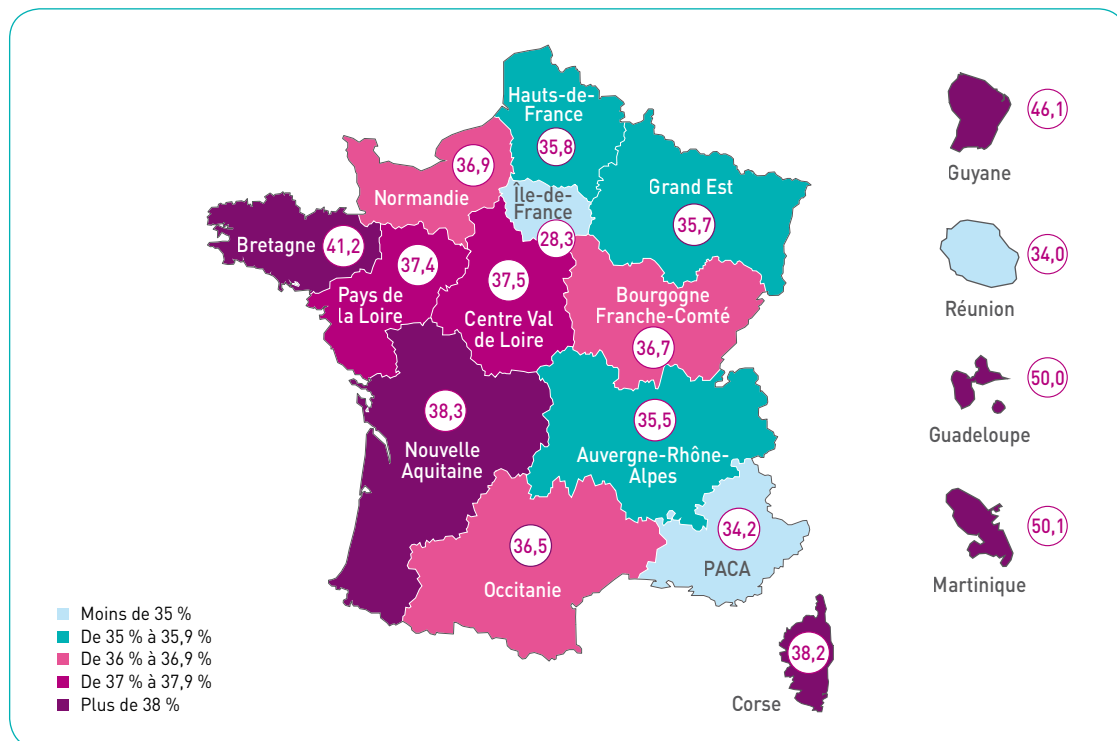 Hauts-de-
France
35,8
36,9
Normandie
Île-de-
France
28,3
Grand Est
35,7
Bretagne
41,2
37,4
Pays de
la Loire
37,5
Centre Val
de Loire
Bourgogne
Franche-Comté
36,7
38,3
Nouvelle
Aquitaine
35,5
Auvergne-Rhône-
Alpes
36,5
Occitanie
34,2
PACA
38,2
Corse
46,1
Guyane
34,0
Réunion
50,0
Guadeloupe
50,1
Martinique
Moins de 35 %
De 35 % à 35,9 %
De 36 % à 36,9 %
De 37 % à 37,9 %
Plus de 38 %